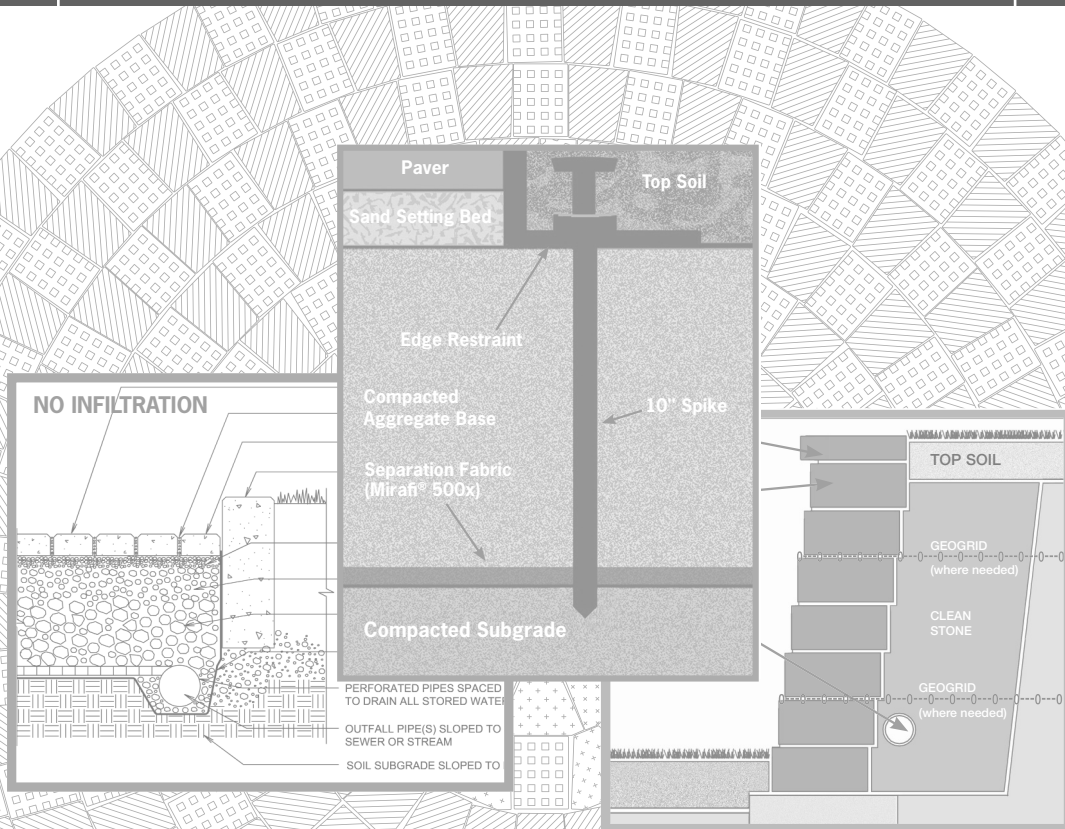 Paver
Top Soil
Sand Setting Bed
Edge Restraint
Compacted
Aggregate Base
10" Spike
Separation Fabric
(Mirafi® 500x)
Compacted Subgrade
NO INFILTRATION
PERFORATED PIPES SPACED
TO DRAIN ALL STORED WATER
OUTFALL PIPE(S) SLOPED TO
SEWER OR STREAM
SOIL SUBGRADE SLOPED TO
TOP SOIL
GEOGRID
(where needed)
CLEAN
STONE
GEOGRID
(where needed)